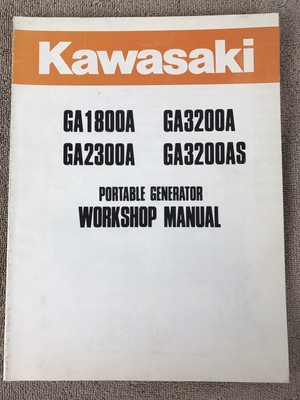 Kawasaki
GA1800A GA3200A
GA2300A GA3200AS
PORTABLE GENERATOR
WORKSHOP MANUAL